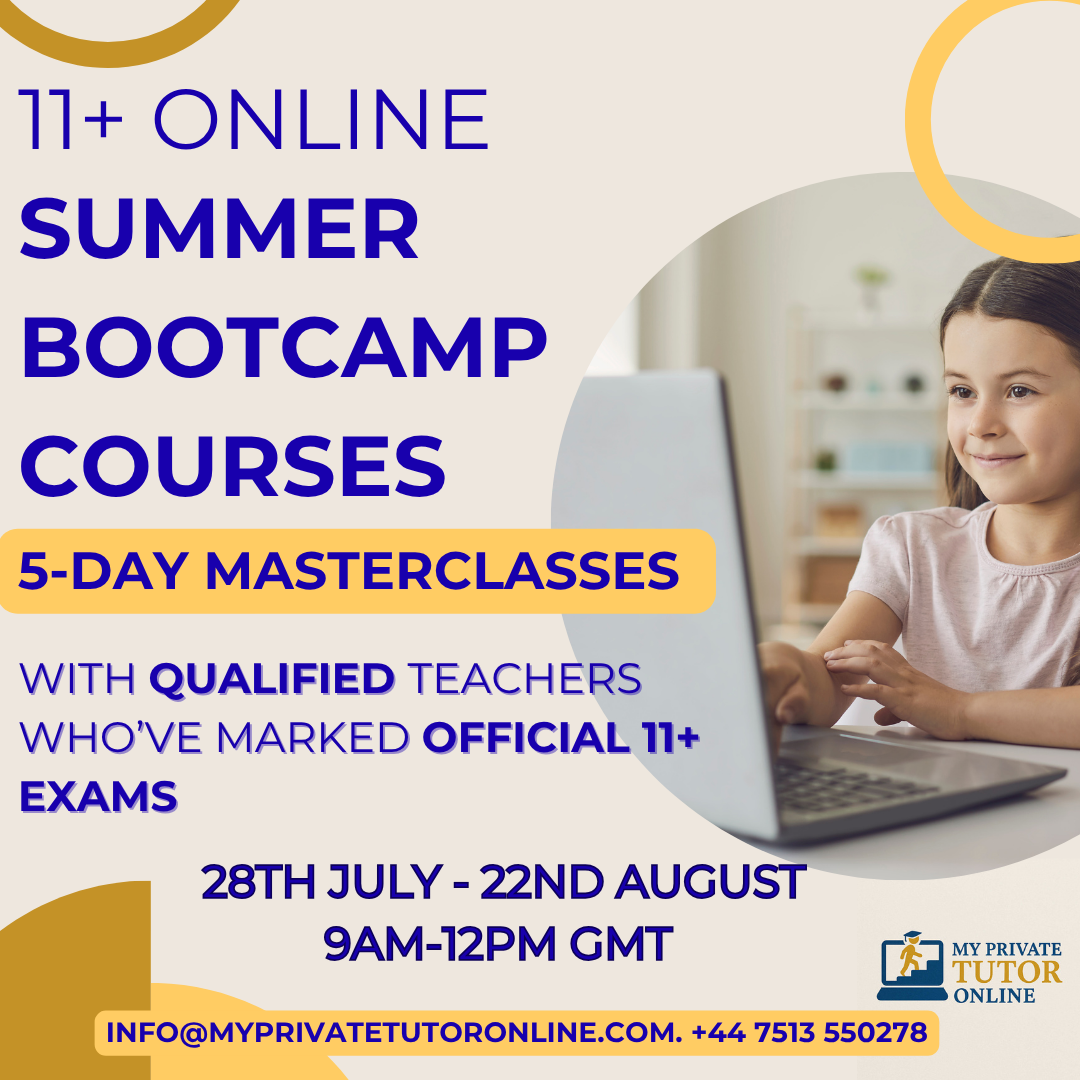 11+ ONLINE
SUMMER
BOOTCAMP
COURSES
5-DAY MASTERCLASSES
WITH QUALIFIED TEACHERS
WHO’VE MARKED OFFICIAL 11+
EXAMS
28TH JULY - 22ND AUGUST
9AM-12PM GMT
MY PRIVATE
TUTOR
ONLINE
INFO@MYPRIVATETUTORONLINE.COM. +44 7513 550278